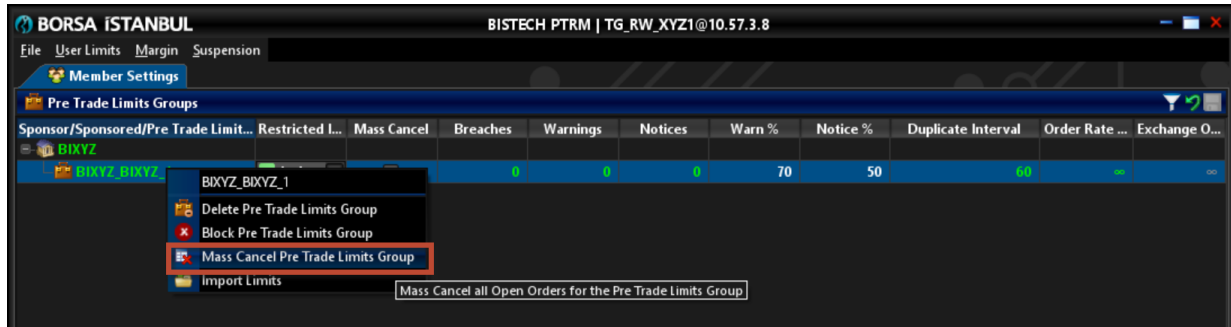 BORSA İSTANBUL BISTECH PTRM | TG_RW_XYZ1@10.57.3.8
File User Limits Margin Suspension
Member Settings
Pre Trade Limits Groups
Sponsor/Sponsored/Pre Trade Limit... Restricted I... Mass Cancel Breaches Warnings Notices Warn % Notice % Duplicate Interval Order Rate ... Exchange O...
BIXYZ
BIXYZ_BIXYZ_ 0 0 0 70 50 60 ∞ ∞
BIXYZ_BIXYZ_1
Delete Pre Trade Limits Group
Block Pre Trade Limits Group
Mass Cancel Pre Trade Limits Group
Import Limits
Mass Cancel all Open Orders for the Pre Trade Limits Group